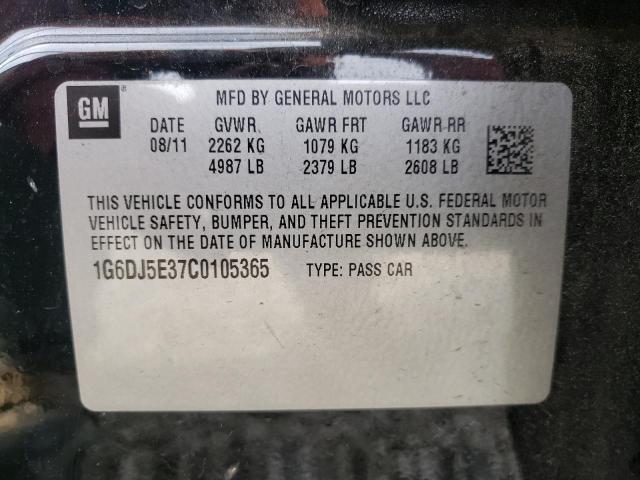 GM
MFD BY GENERAL MOTORS LLC
DATE GVWR GAWR FRT GAWR RR
08/11 2262 KG 1079 KG 1183 KG
4987 LB 2379 LB 2608 LB
THIS VEHICLE CONFORMS TO ALL APPLICABLE U.S. FEDERAL MOTOR
VEHICLE SAFETY, BUMPER, AND THEFT PREVENTION STANDARDS IN
EFFECT ON THE DATE OF MANUFACTURE SHOWN ABOVE.
1G6DJ5E37C0105365 TYPE: PASS CAR